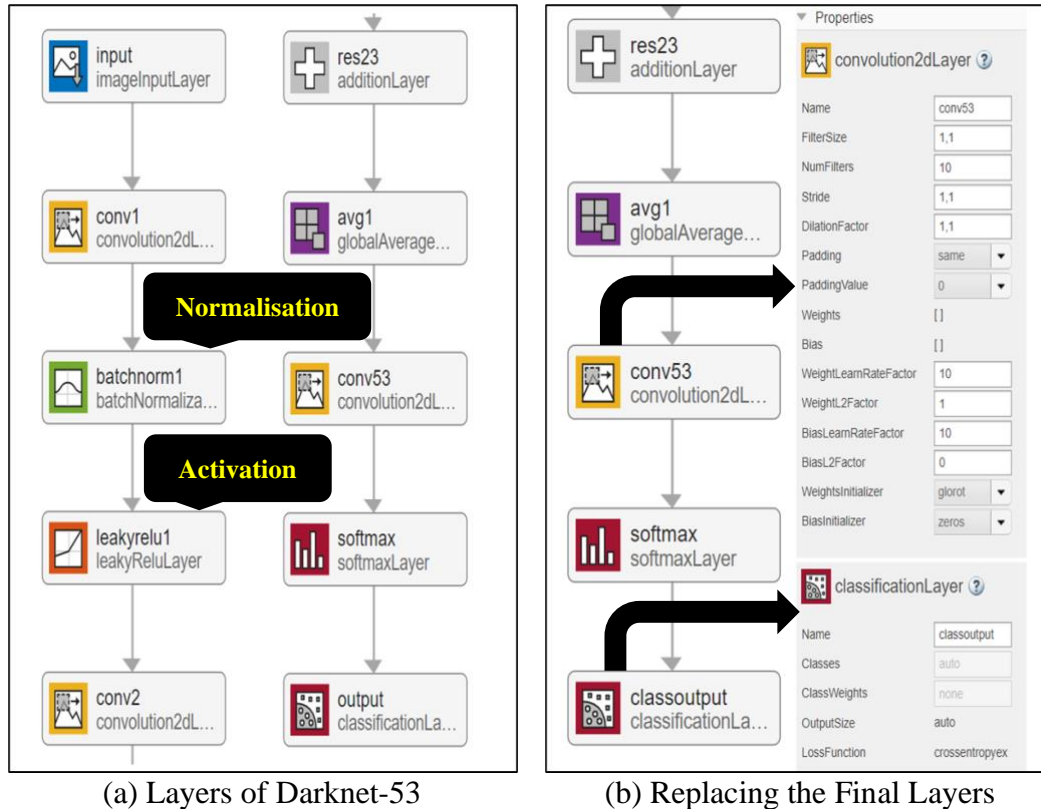 input
imageInputLayer
conv1
convolution2dL...
Normalisation
batchnorm1
batchNormaliza...
Activation
leakyrelu1
leakyReluLayer
conv2
convolution2dL...
res23
additionLayer
avg1
globalAverage...
conv53
convolution2dL...
softmax
softmaxLayer
output
classificationLa...
(a) Layers of Darknet-53
res23
additionLayer
avg1
globalAverage...
conv53
convolution2dL...
softmax
softmaxLayer
classoutput
classificationLa...
Properties
convolution2dLayer ?
Name conv53
FilterSize 1,1
NumFilters 10
Stride 1,1
DilationFactor 1,1
Padding same
PaddingValue 0
Weights [ ]
Bias [ ]
WeightLearnRateFactor 10
WeightL2Factor 1
BiasLearnRateFactor 10
BiasL2Factor 0
WeightsInitializer glorot
BiasInitializer zeros
classificationLayer ?
Name classoutput
Classes auto
ClassWeights none
OutputSize auto
LossFunction crossentropyex
(b) Replacing the Final Layers